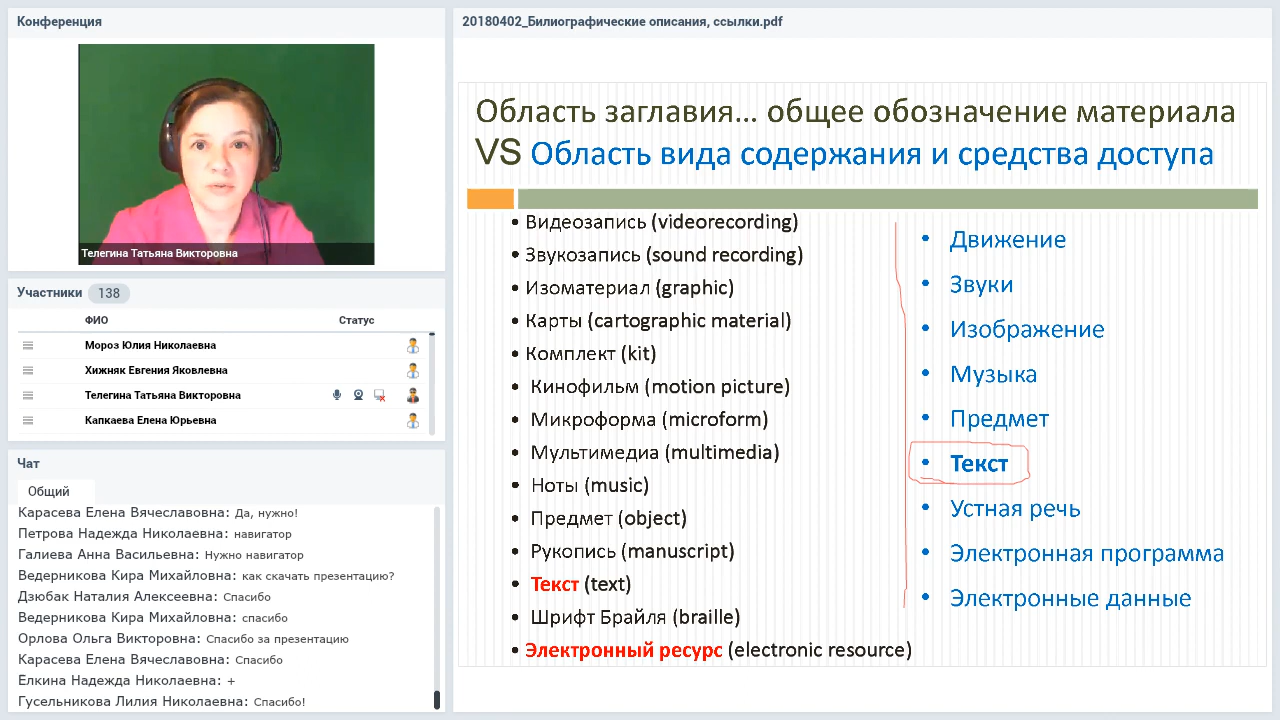 Конференция
Телегина Татьяна Викторовна
Участники 138
ФИО Статус
Мороз Юлия Николаевна
Хижняк Евгения Яковлевна
Телегина Татьяна Викторовна
Капкаева Елена Юрьевна
Чат
Общий
Карасева Елена Вячеславовна: Да, нужно!
Петрова Надежда Николаевна: навигатор
Галиева Анна Васильевна: Нужно навигатор
Ведерникова Кира Михайловна: как скачать презентацию?
Дзюбак Наталия Алексеевна: Спасибо
Ведерникова Кира Михайловна: спасибо
Орлова Ольга Викторовна: Спасибо за презентацию
Карасева Елена Вячеславовна: Спасибо
Елкина Надежда Николаевна: +
Гусельникова Лилия Николаевна: Спасибо!
20180402_Билиографические описания, ссылки.pdf
Область заглавия... общее обозначение материала
VS Область вида содержания и средства доступа
• Видеозапись (videorecording)
• Звукозапись (sound recording)
• Изоматериал (graphic)
• Карты (cartographic material)
• Комплект (kit)
• Кинофильм (motion picture)
• Микроформа (microform)
• Мультимедиа (multimedia)
• Ноты (music)
• Предмет (object)
• Рукопись (manuscript)
• Текст (text)
• Шрифт Брайля (braille)
• Электронный ресурс (electronic resource)
• Движение
• Звуки
• Изображение
• Музыка
• Предмет
• Текст
• Устная речь
• Электронная программа
• Электронные данные